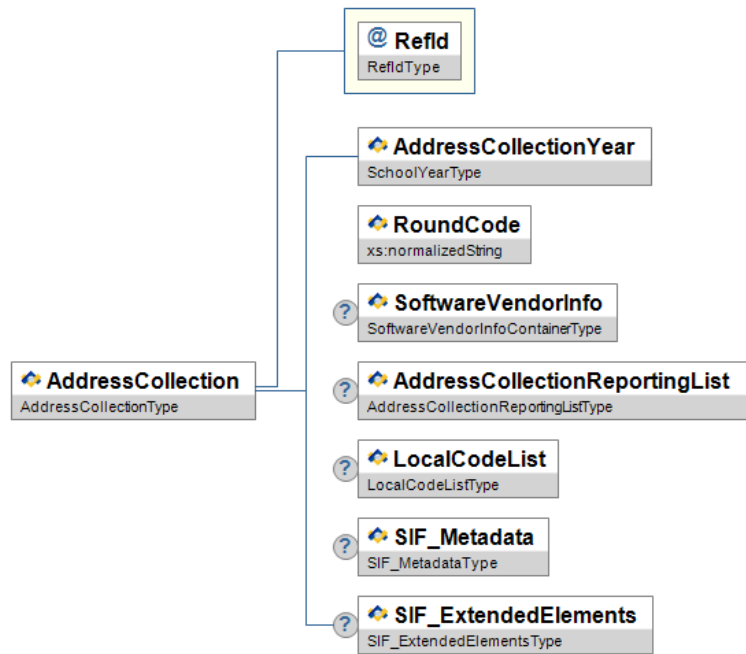 @ RefId
RefIdType
AddressCollectionYear
SchoolYearType
RoundCode
xs:normalizedString
? SoftwareVendorInfo
SoftwareVendorInfoContainerType
AddressCollection
AddressCollectionType
? AddressCollectionReportingList
AddressCollectionReportingListType
? LocalCodeList
LocalCodeListType
? SIF_Metadata
SIF_MetadataType
? SIF_ExtendedElements
SIF_ExtendedElementsType